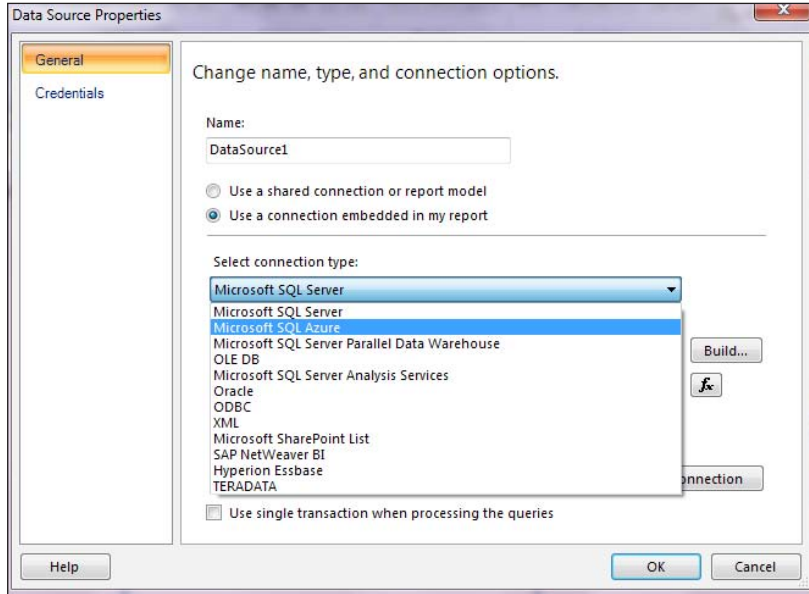 Data Source Properties
General
Credentials
Change name, type, and connection options.
Name:
DataSource1
Use a shared connection or report model
Use a connection embedded in my report
Select connection type:
Microsoft SQL Server
Microsoft SQL Server
Microsoft SQL Azure
Microsoft SQL Server Parallel Data Warehouse
OLE DB
Microsoft SQL Server Analysis Services
Oracle
ODBC
XML
Microsoft SharePoint List
SAP NetWeaver BI
Hyperion Essbase
TERADATA
Build...
fx
onnection
Use single transaction when processing the queries
Help
OK
Cancel